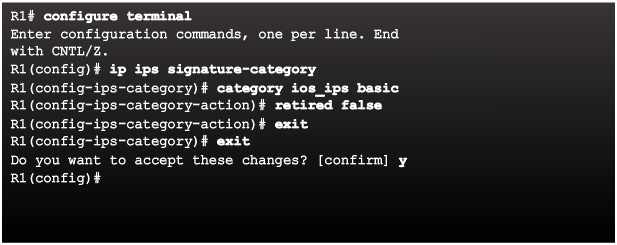 R1# configure terminal
Enter configuration commands, one per line. End
with CNTL/Z.
R1(config)# ip ips signature-category
R1(config-ips-category)# category ios_ips basic
R1(config-ips-category-action)# retired false
R1(config-ips-category-action)# exit
R1(config-ips-category)# exit
Do you want to accept these changes? [confirm] y
R1(config)#